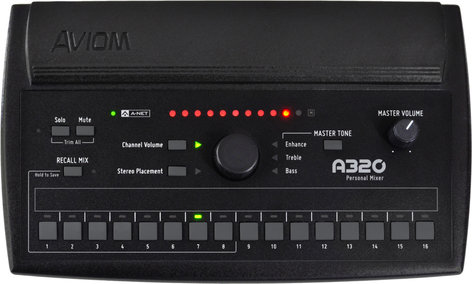 AVIOM
A-NET
Solo Mute
Trim All
MASTER VOLUME
Channel Volume
MASTER TONE
Enhance
Treble
Bass
RECALL MIX
Hold to Save
Stereo Placement
A320
Personal Mixer
1 2 3 4 5 6 7 8 9 10 11 12 13 14 15 16